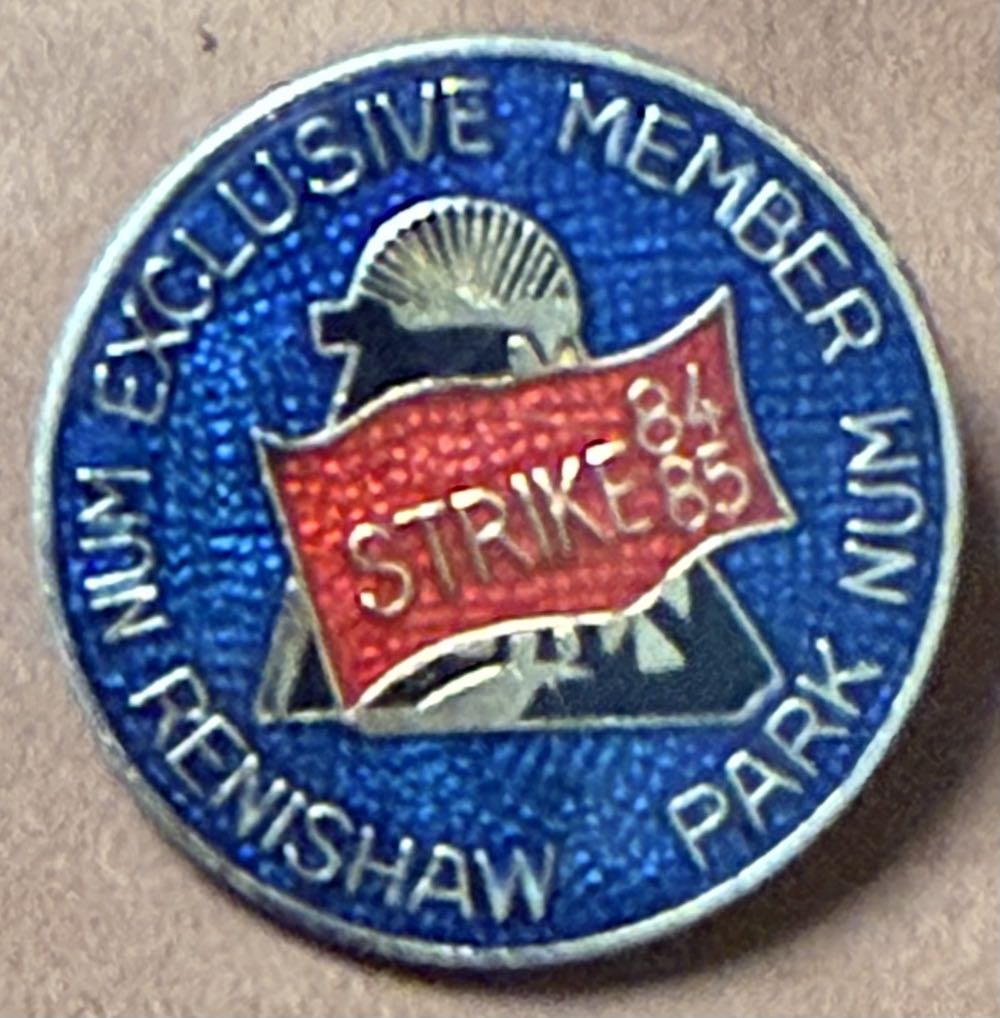 EXCLUSIVE MEMBER
NUM RENISHAW PARK NUM
STRIKE 84
85